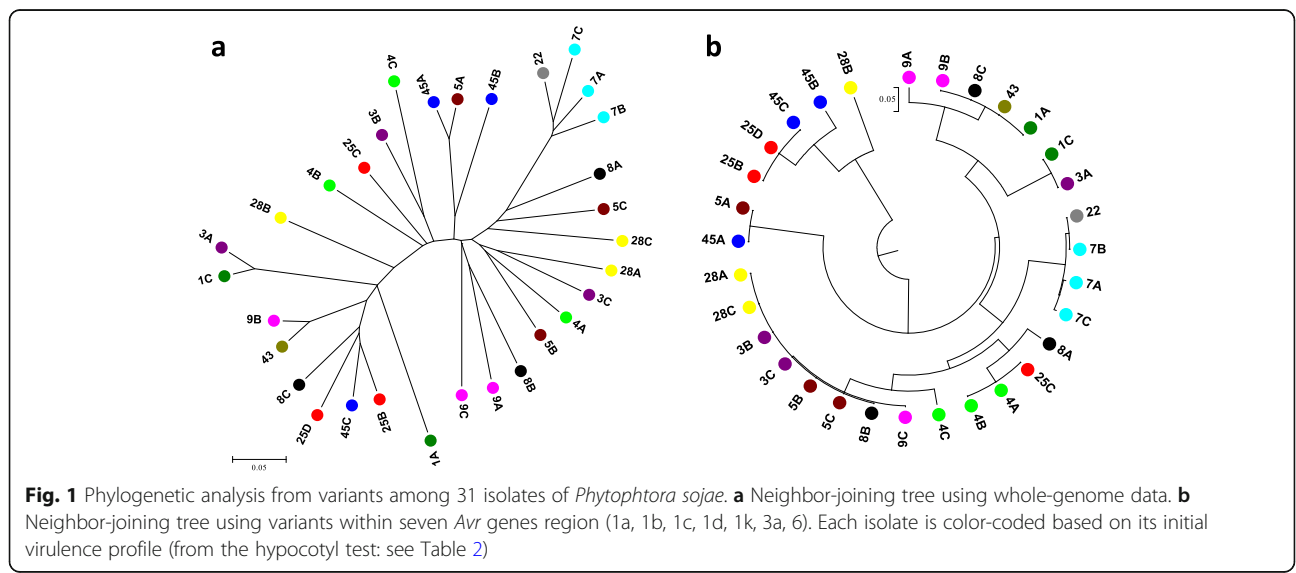 a
b
4C
45A
5A
45B
22
7C
7A
7B
3B
25C
4B
28B
3A
1C
9B
43
8C
25D
45C
25B
1A
9C
9A
8B
5B
4A
3C
28A
28C
5C
8A
0.05
28B
45B
45C
25D
25B
5A
45A
28A
28C
3B
3C
5B
5C
8B
9C
4C
4B
4A
25C
8A
7C
7A
7B
22
3A
1C
1A
43
8C
9B
9A
0.05
Fig. 1 Phylogenetic analysis from variants among 31 isolates of Phytophtora sojae. a Neighbor-joining tree using whole-genome data. b
Neighbor-joining tree using variants within seven Avr genes region (1a, 1b, 1c, 1d, 1k, 3a, 6). Each isolate is color-coded based on its initial
virulence profile (from the hypocotyl test: see Table 2)